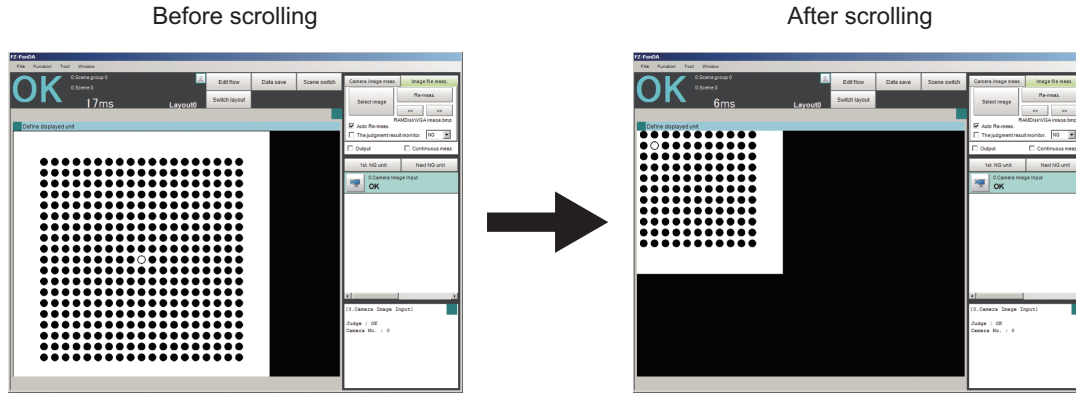 Before scrolling
After scrolling
FZ-PanDA
File Function Tool Window
OK
0.Scene group 0
0.Scene 0
17ms
Layout0
Edit flow
Data save
Scene switch
Switch layout
Define displayed unit
Camera image meas.
Image file meas.
Select image
Re-meas.
<<
>>
RAMDisk\VGA image.bmp
Auto Re-meas.
The judgment result monitor.
NG
Output
Continuous meas.
1st. NG unit
Next NG unit
0.Camera Image Input
OK
[0.Camera Image Input]
Judge : OK
Camera No. : 0
FZ-PanDA
File Function Tool Window
OK
0.Scene group 0
0.Scene 0
6ms
Layout0
Edit flow
Data save
Scene switch
Switch layout
Define displayed unit
Camera image meas.
Image file meas.
Select image
Re-meas.
<<
>>
RAMDisk\VGA image.bmp
Auto Re-meas.
The judgment result monitor.
NG
Output
Continuous meas
1st. NG unit
Next NG unit
0.Camera Image Input
OK
[0.Camera Image Input]
Judge : OK
Camera No. : 0